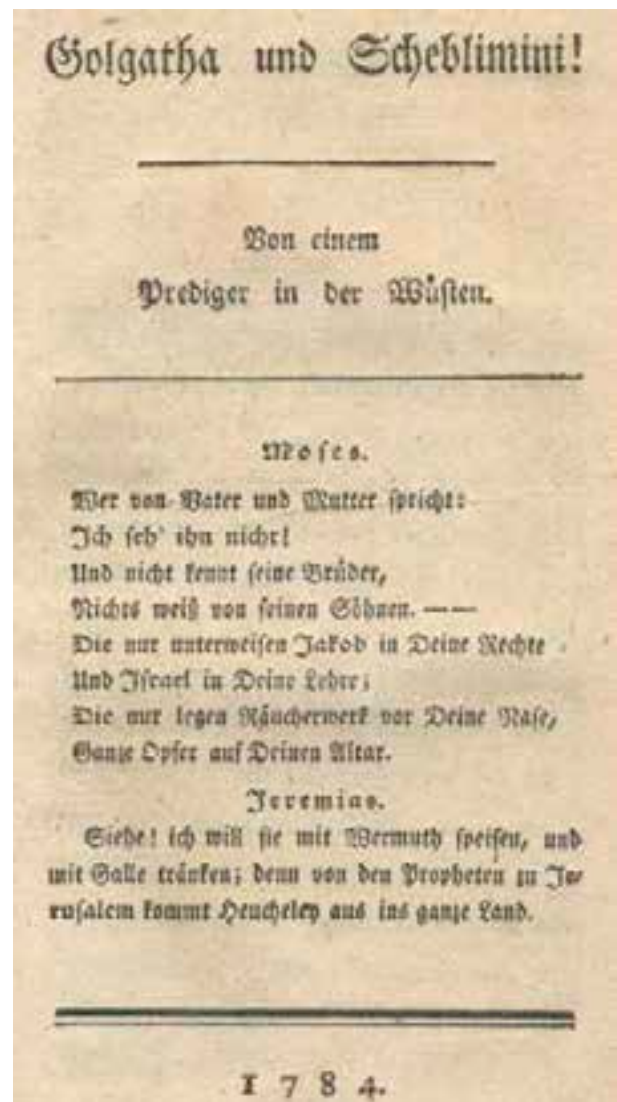 Golgatha und Scheblimini!
Von einem
Prediger in der Wüsten.
Moses.
Wer von Vater und Mutter spricht:
Ich seh' ihn nicht!
Und nicht kennt seine Brüder,
Nichts weiß von seinen Söhnen. ——
Die nur unterweisen Jakob in Deine Rechte
Und Israel in Deine Lehre;
Die nur legen Räucherwerk vor Deine Nase,
Ganze Opfer auf Deinen Altar.
Jeremias.
Siehe! ich will sie mit Wermuth speisen, und
mit Galle tränken; denn von den Propheten zu Je-
rusalem kommt Heucheley aus ins ganze Land.
1784.